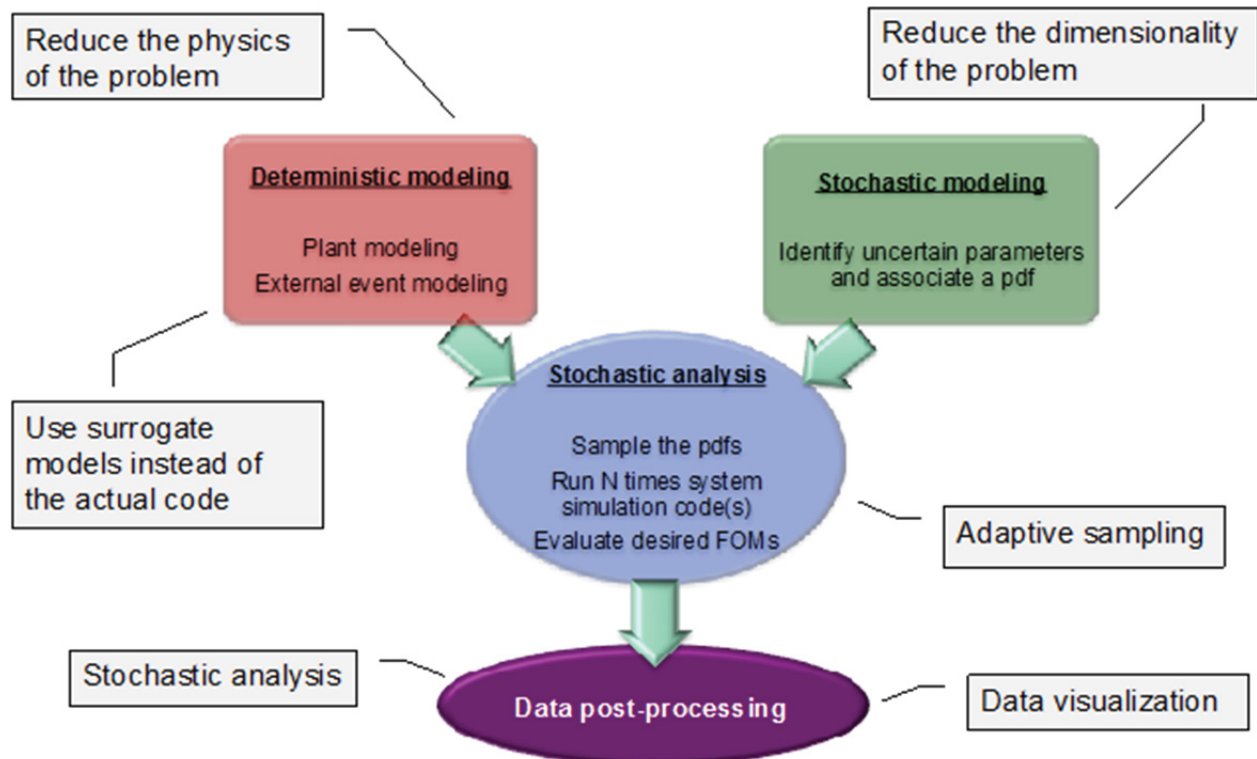 Reduce the physics
of the problem
Reduce the dimensionality
of the problem
Deterministic modeling
Plant modeling
External event modeling
Stochastic modeling
Identify uncertain parameters
and associate a pdf
Use surrogate
models instead of
the actual code
Stochastic analysis
Sample the pdfs
Run N times system
simulation code(s)
Evaluate desired FOMs
Adaptive sampling
Stochastic analysis
Data post-processing
Data visualization